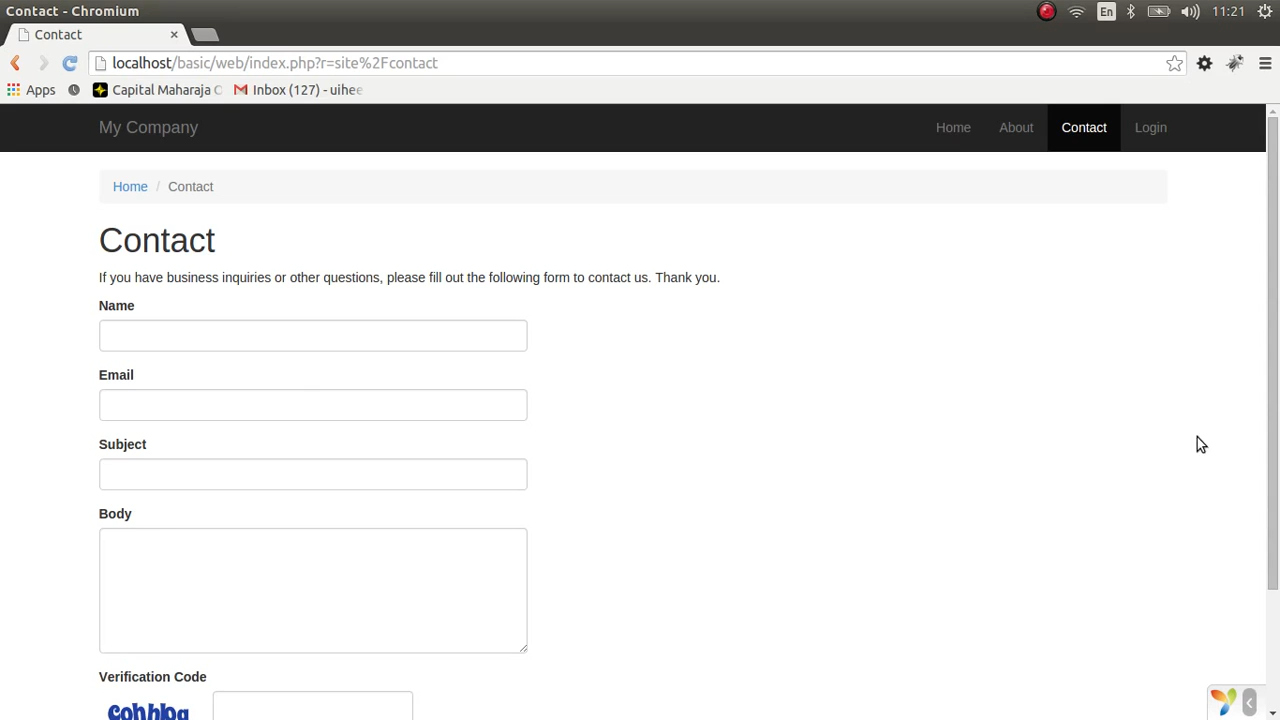 Contact - Chromium
En
11:21
Contact
localhost/basic/web/index.php?r=site%2Fcontact
Apps
Capital Maharaja
Inbox (127) - uihee
My Company
Home
About
Contact
Login
Home / Contact
Contact
If you have business inquiries or other questions, please fill out the following form to contact us. Thank you.
Name
Email
Subject
Body
Verification Code